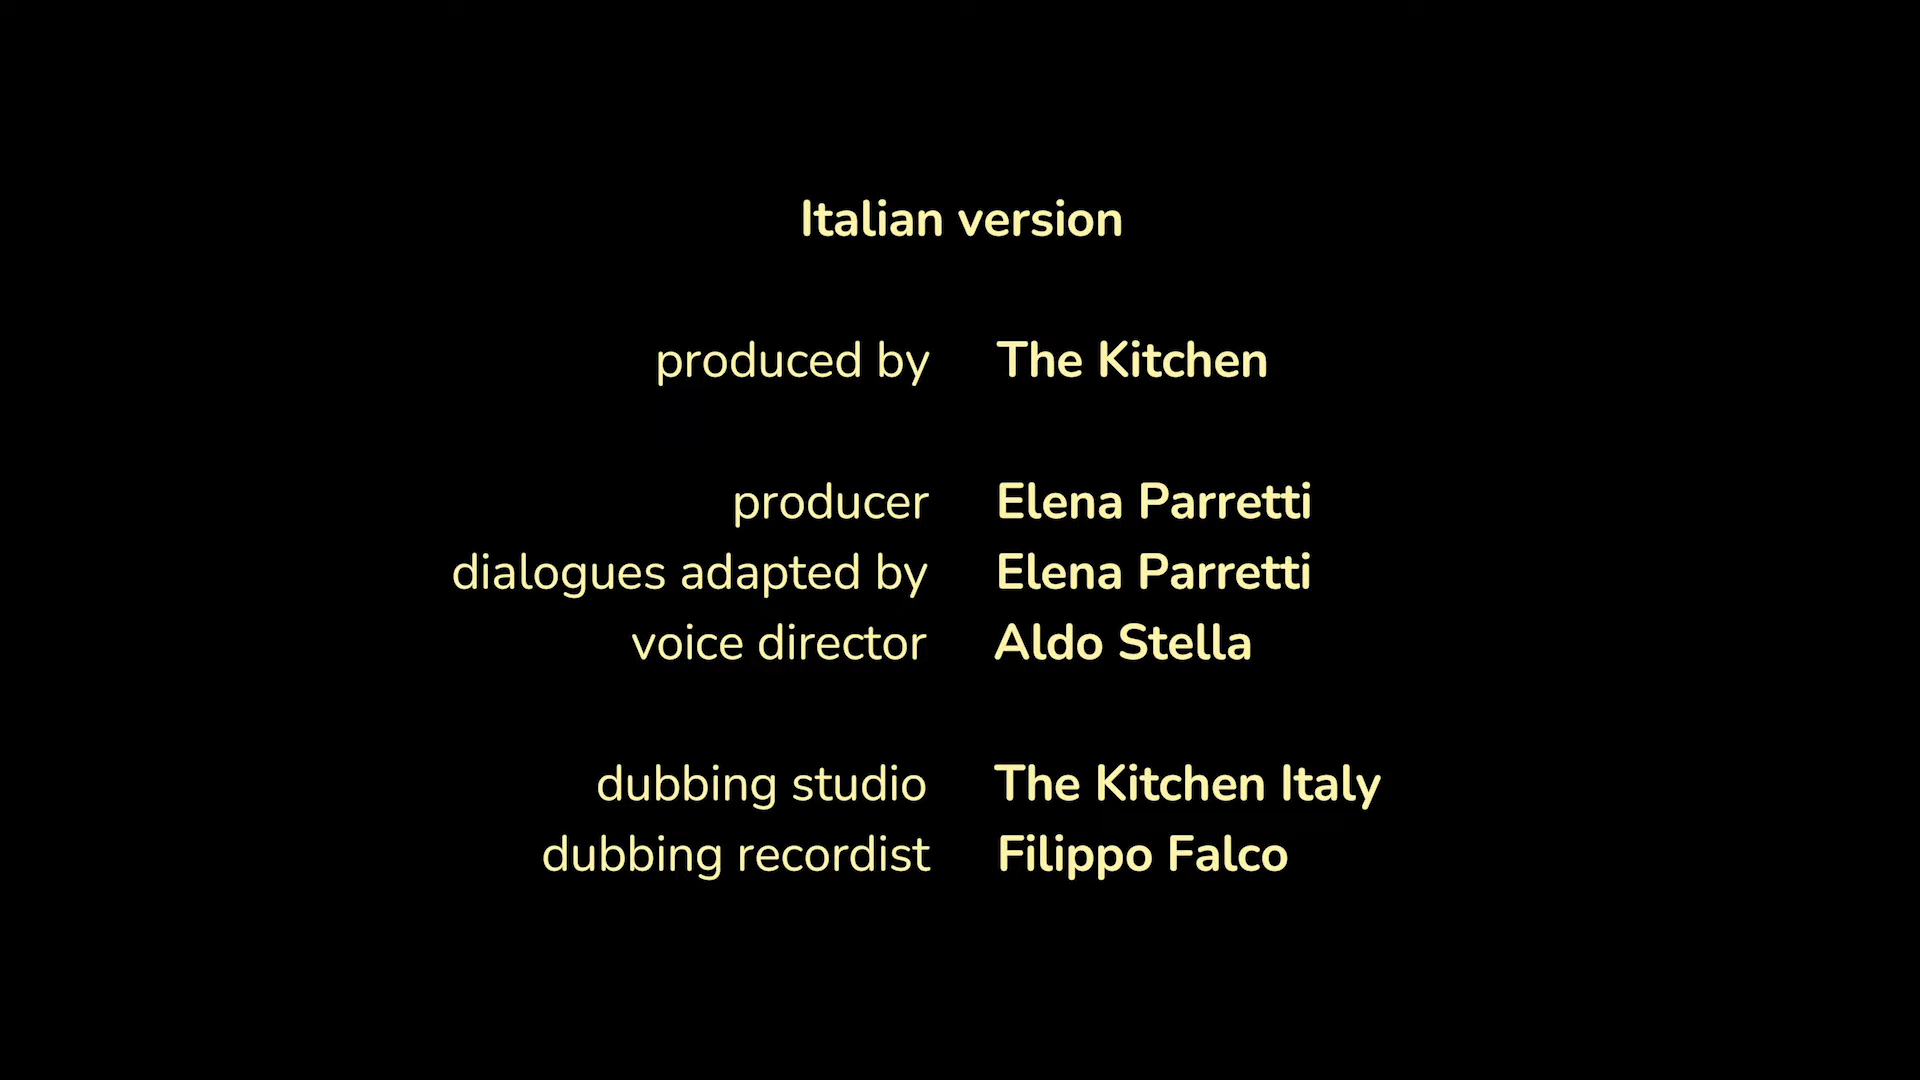 Italian version
produced by The Kitchen
producer Elena Parretti
dialogues adapted by Elena Parretti
voice director Aldo Stella
dubbing studio The Kitchen Italy
dubbing recordist Filippo Falco